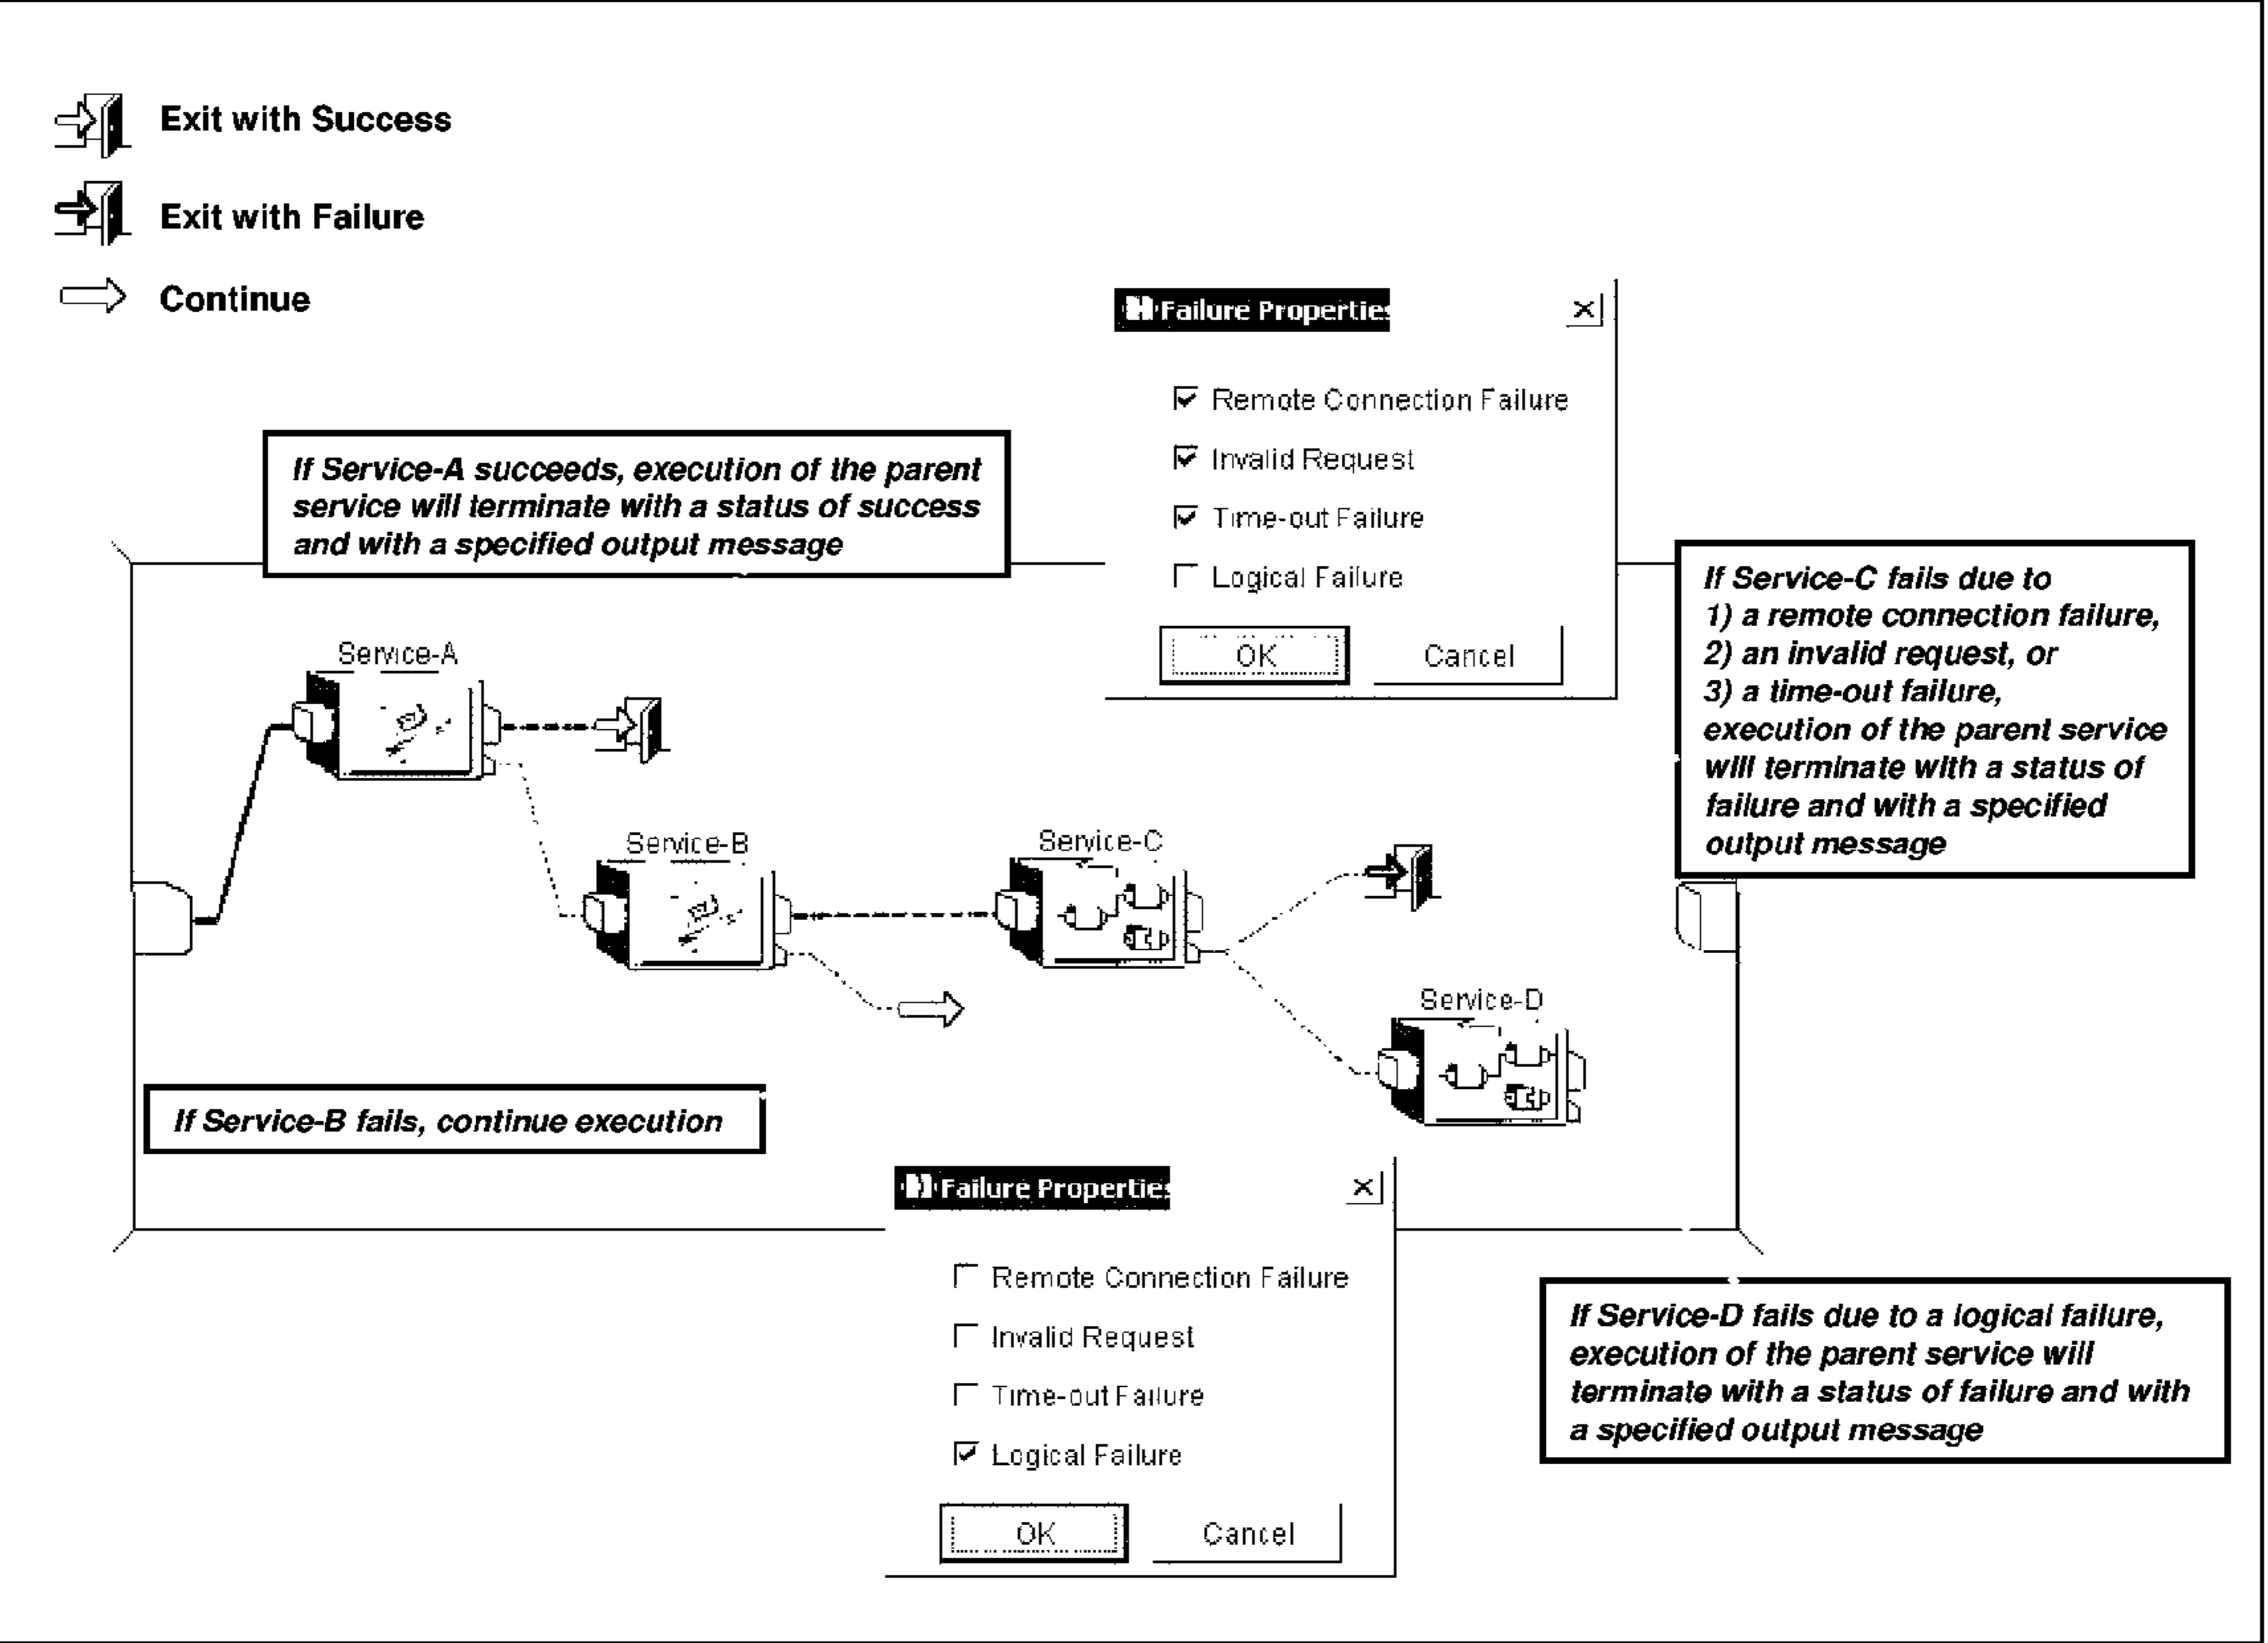 Exit with Success
Exit with Failure
Continue
Failure Properties
Remote Connection Failure
Invalid Request
Time-out Failure
Logical Failure
OK Cancel
If Service-A succeeds, execution of the parent
service will terminate with a status of success
and with a specified output message
If Service-C fails due to
1) a remote connection failure,
2) an invalid request, or
3) a time-out failure,
execution of the parent service
will terminate with a status of
failure and with a specified
output message
Service-A
Service-B
Service-C
Service-D
If Service-B fails, continue execution
Failure Properties
Remote Connection Failure
Invalid Request
Time-out Failure
Logical Failure
OK Cancel
If Service-D fails due to a logical failure,
execution of the parent service will
terminate with a status of failure and with
a specified output message